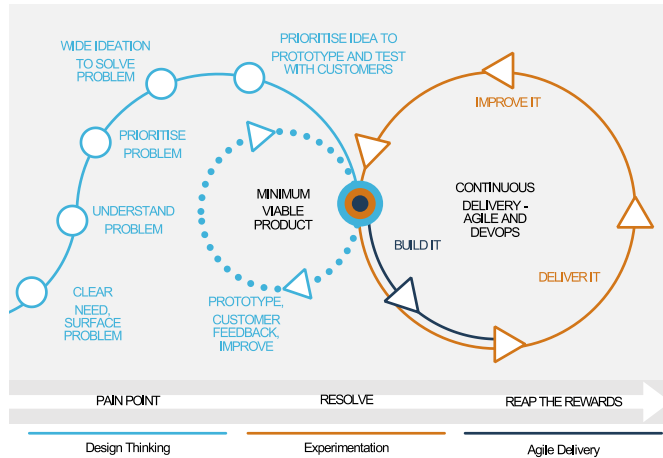 WIDE IDEATION
TO SOLVE
PROBLEM
PRIORITISE IDEA TO
PROTOTYPE AND TEST
WITH CUSTOMERS
PRIORITISE
PROBLEM
UNDERSTAND
PROBLEM
CLEAR
NEED,
SURFACE
PROBLEM
MINIMUM
VIABLE
PRODUCT
PROTOTYPE,
CUSTOMER
FEEDBACK,
IMPROVE
IMPROVE IT
CONTINUOUS
DELIVERY -
AGILE AND
DEVOPS
BUILD IT
DELIVER IT
PAIN POINT
RESOLVE
REAP THE REWARDS
Design Thinking
Experimentation
Agile Delivery